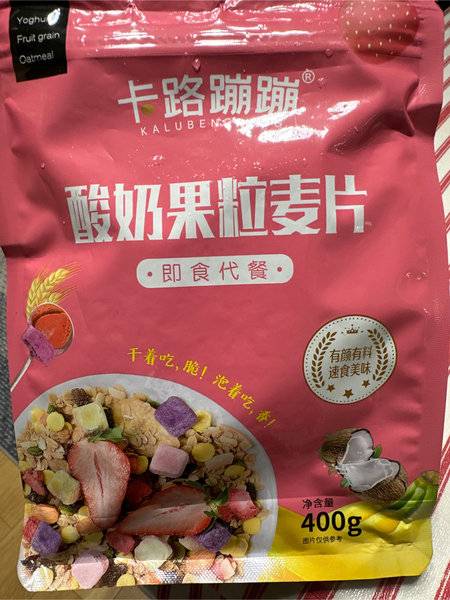 Yoghu
Fruit grain
Oatmeal
卡路蹦蹦®
KALUBEN
酸奶果粒麦片
·即食代餐·
干着吃,脆! 泡着吃,香!
有颜有料
速食美味
净含量
400g
图片仅供参考